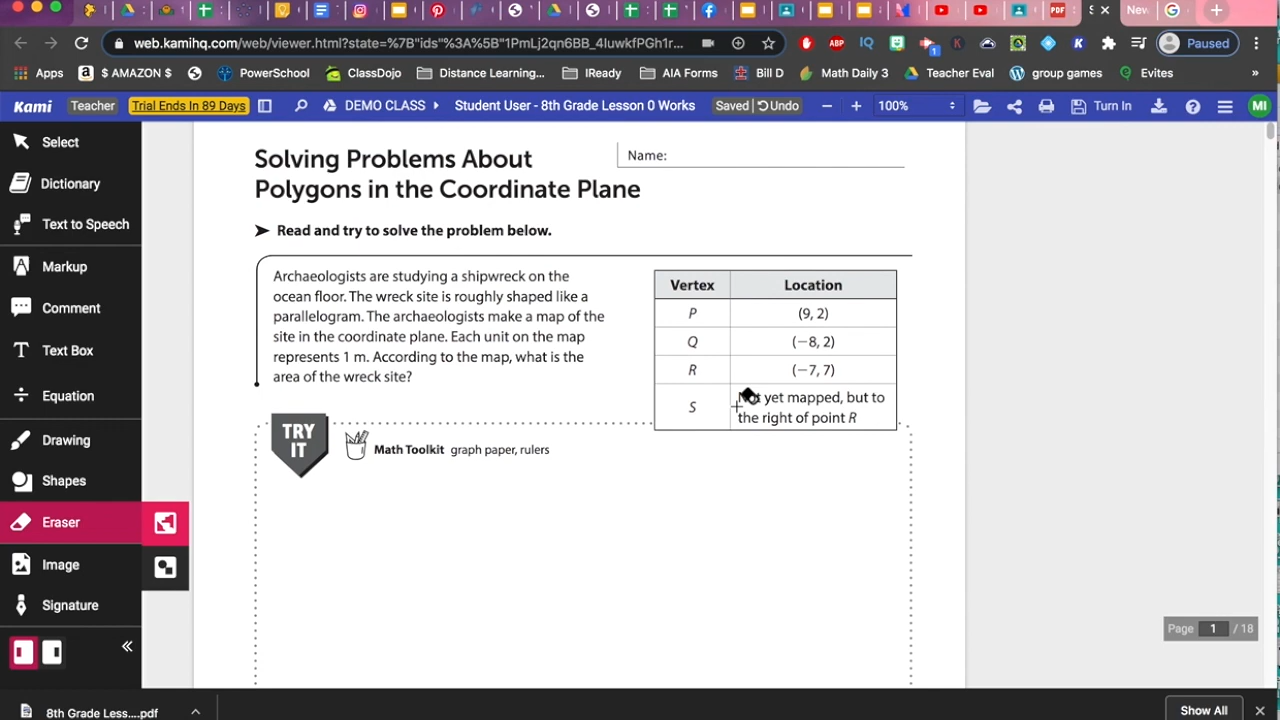 web.kamihq.com/web/viewer.html?state=%7B"ids"%3A%5B"1PmLj2qn6BB_4IuwkfPGh1r...
Paused
Apps
$ AMAZON $
PowerSchool
ClassDojo
Distance Learning...
IReady
AIA Forms
Bill D
Math Daily 3
Teacher Eval
group games
Evites
»
Kami
Teacher
Trial Ends In 89 Days
DEMO CLASS
Student User - 8th Grade Lesson 0 Works
Saved
Undo
100%
Turn In
MI
Select
Dictionary
Text to Speech
Markup
Comment
Text Box
Equation
Drawing
Shapes
Eraser
Image
Signature
Solving Problems About
Polygons in the Coordinate Plane
Name:
Read and try to solve the problem below.
Archaeologists are studying a shipwreck on the
ocean floor. The wreck site is roughly shaped like a
parallelogram. The archaeologists make a map of the
site in the coordinate plane. Each unit on the map
represents 1 m. According to the map, what is the
area of the wreck site?
Vertex Location
P (9, 2)
Q (−8, 2)
R (−7, 7)
S Not yet mapped, but to
the right of point R
TRY
IT
Math Toolkit graph paper, rulers
Page 1 / 18
8th Grade Less....pdf
Show All